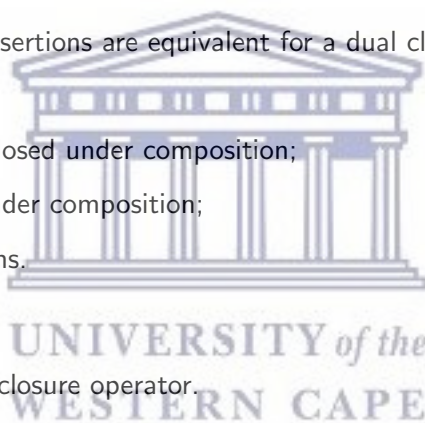 sertions are equivalent for a dual cl
osed under composition;
der composition;
ns.
UNIVERSITY of the
closure operator.
WESTERN CAPE